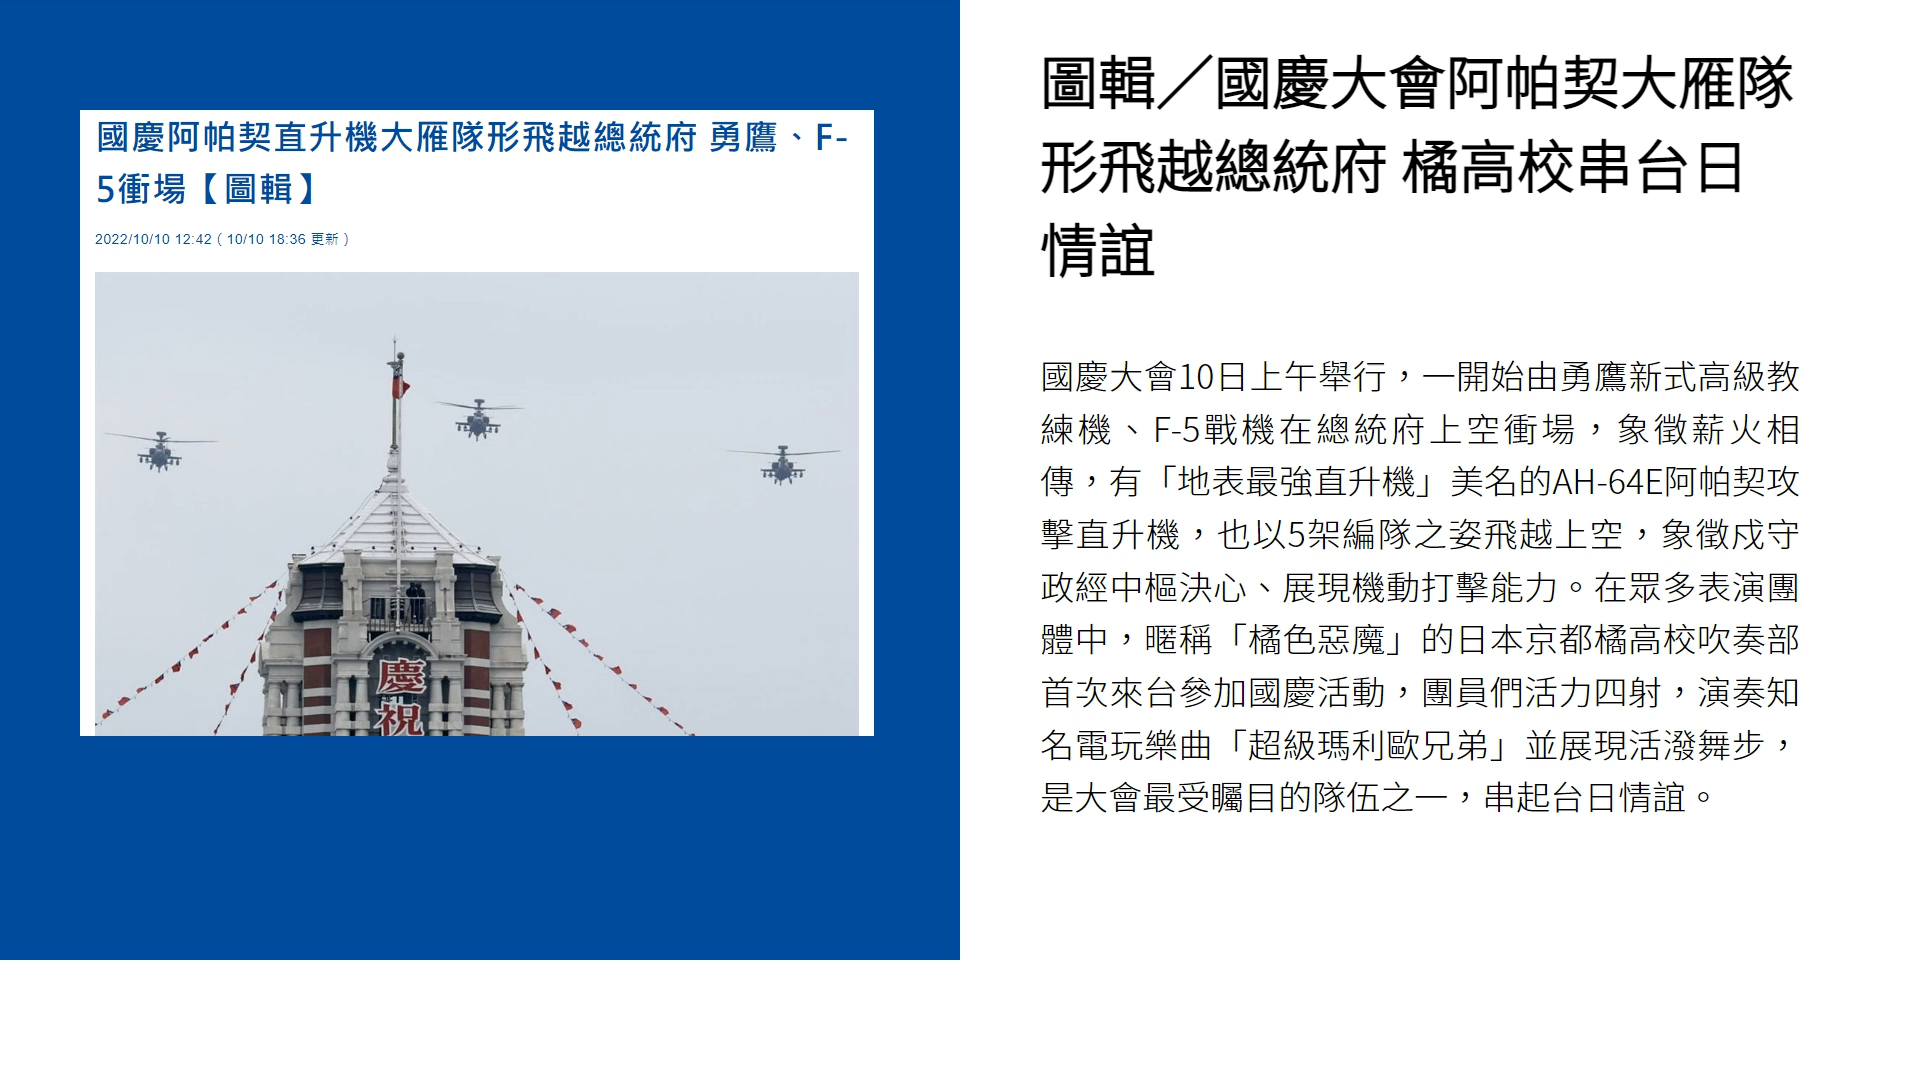 國慶阿帕契直升機大雁隊形飛越總統府 勇鷹、F-
5衝場【圖輯】
2022/10/10 12:42（10/10 18:36 更新）
慶
祝
圖輯／國慶大會阿帕契大雁隊
形飛越總統府 橘高校串台日
情誼
國慶大會10日上午舉行，一開始由勇鷹新式高級教
練機、F-5戰機在總統府上空衝場，象徵薪火相
傳，有「地表最強直升機」美名的AH-64E阿帕契攻
擊直升機，也以5架編隊之姿飛越上空，象徵戍守
政經中樞決心、展現機動打擊能力。在眾多表演團
體中，暱稱「橘色惡魔」的日本京都橘高校吹奏部
首次來台參加國慶活動，團員們活力四射，演奏知
名電玩樂曲「超級瑪利歐兄弟」並展現活潑舞步，
是大會最受矚目的隊伍之一，串起台日情誼。